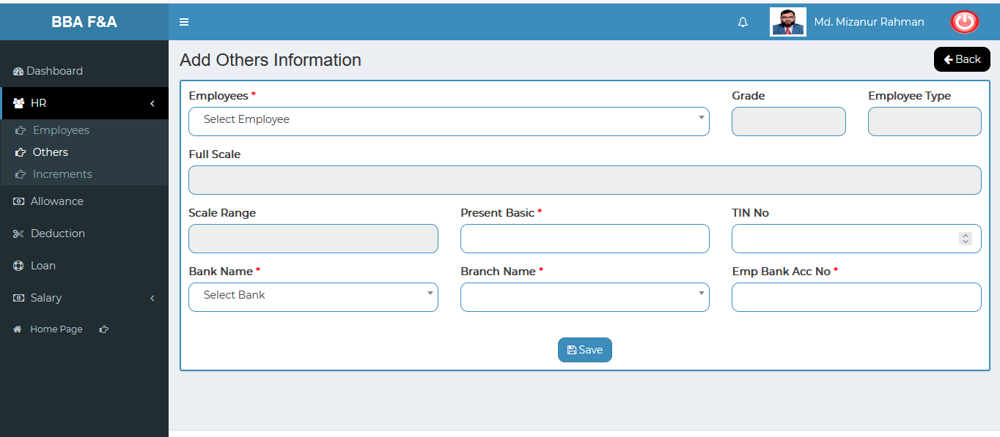 BBA F&A
Md. Mizanur Rahman
Dashboard
HR
Employees
Others
Increments
Allowance
Deduction
Loan
Salary
Home Page
Add Others Information
Back
Employees *
Grade
Employee Type
Select Employee
Full Scale
Scale Range
Present Basic *
TIN No
Bank Name *
Branch Name *
Emp Bank Acc No *
Select Bank
Save